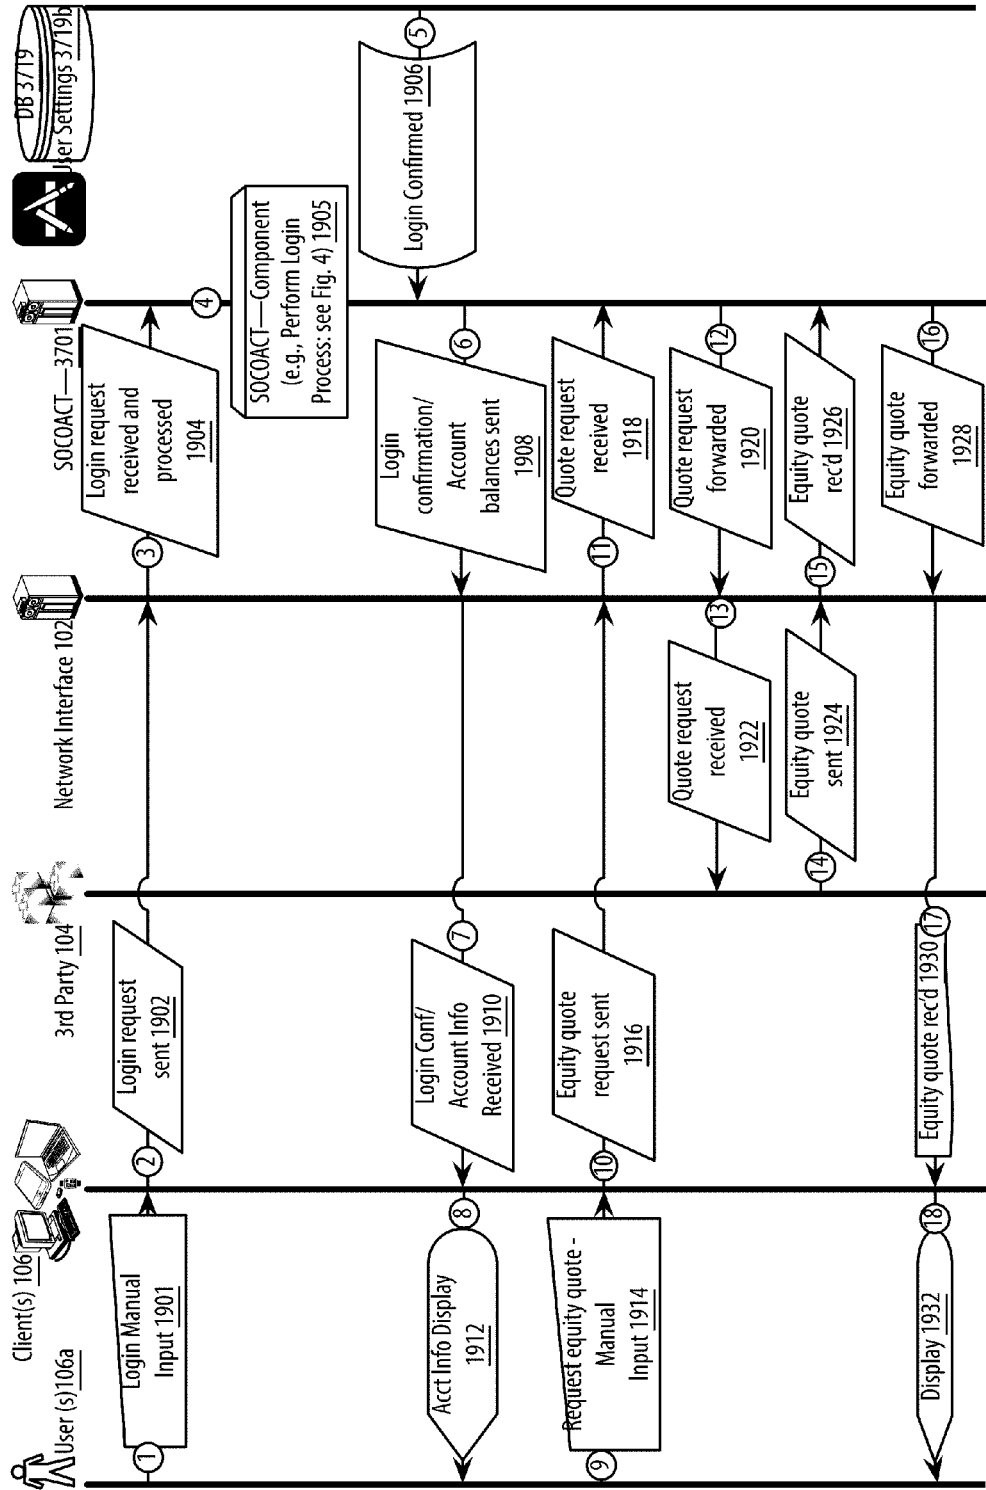 User (s)106a
Client(s) 106
3rd Party 104
Network Interface 102
SOCOACT—3701
DB 3719
User Settings 3719b
1
Login Manual
Input 1901
2
Login request
sent 1902
3
Login request
received and
processed
1904
4
SOCOACT—Component
(e.g., Perform Login
Process: see Fig. 4) 1905
5
Login Confirmed 1906
6
Login
confirmation/
Account
balances sent
1908
7
Login Conf/
Account Info
Received 1910
8
Acct Info Display
1912
9
Request equity quote -
Manual
Input 1914
10
Equity quote
request sent
1916
11
Quote request
received
1918
12
Quote request
forwarded
1920
13
Quote request
received
1922
14
Equity quote
sent 1924
15
Equity quote
rec'd 1926
16
Equity quote
forwarded
1928
17
Equity quote rec'd 1930
18
Display 1932